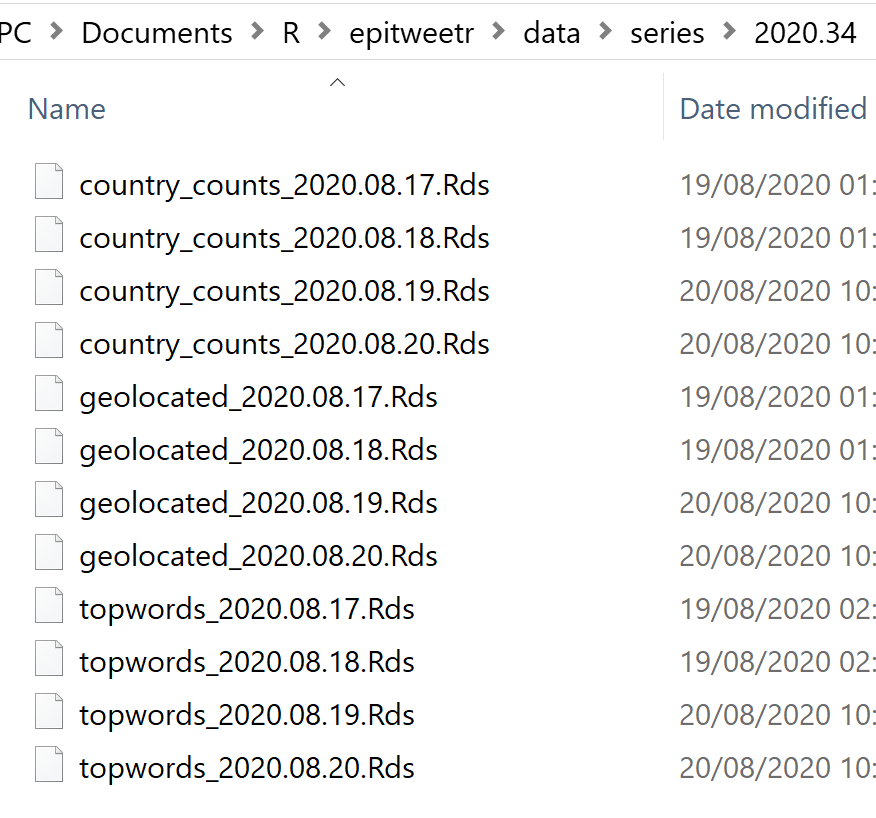 PC > Documents > R > epitweetr > data > series > 2020.34
Name Date modified
country_counts_2020.08.17.Rds 19/08/2020 01:
country_counts_2020.08.18.Rds 19/08/2020 01:
country_counts_2020.08.19.Rds 20/08/2020 10:
country_counts_2020.08.20.Rds 20/08/2020 10:
geolocated_2020.08.17.Rds 19/08/2020 01:
geolocated_2020.08.18.Rds 19/08/2020 01:
geolocated_2020.08.19.Rds 20/08/2020 10:
geolocated_2020.08.20.Rds 20/08/2020 10:
topwords_2020.08.17.Rds 19/08/2020 02:
topwords_2020.08.18.Rds 19/08/2020 02:
topwords_2020.08.19.Rds 20/08/2020 10:
topwords_2020.08.20.Rds 20/08/2020 10: